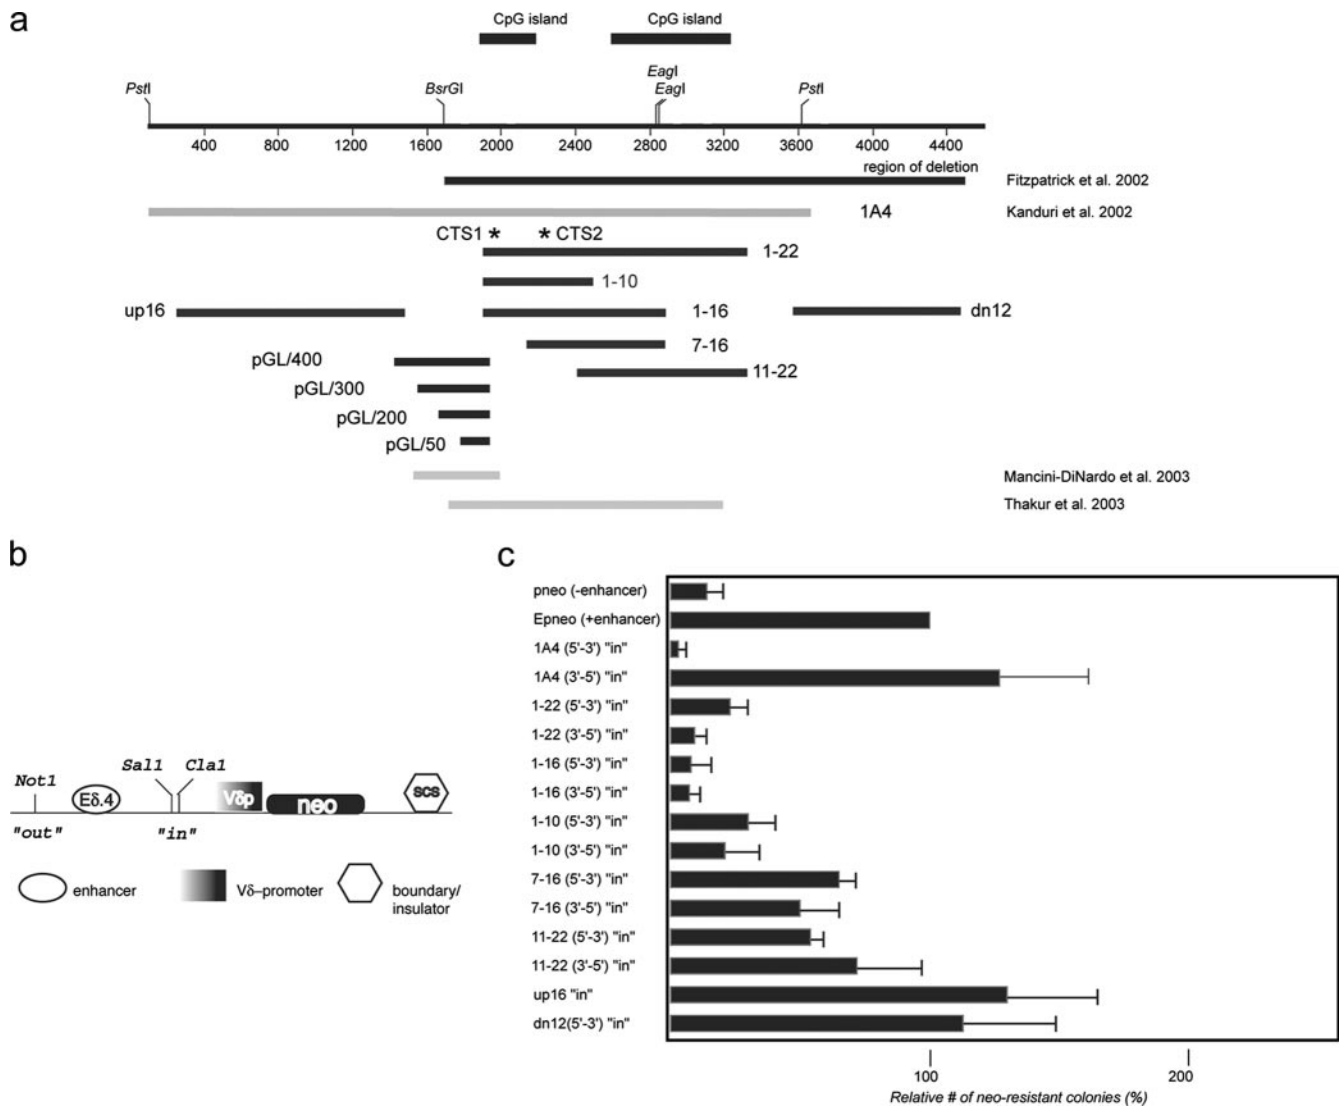 a
CpG island
CpG island
EagI
PstI
BsrGI
EagI
PstI
400
800
1200
1600
2000
2400
2800
3200
3600
4000
4400
region of deletion
Fitzpatrick et al. 2002
1A4
Kanduri et al. 2002
CTS1 * * CTS2
1-22
1-10
up16
1-16
dn12
7-16
pGL/400
11-22
pGL/300
pGL/200
pGL/50
Mancini-DiNardo et al. 2003
Thakur et al. 2003
b
Not1
Eδ.4
Sal1
Cla1
Vδp
neo
scs
"out"
"in"
enhancer
Vδ–promoter
boundary/
insulator
c
pneo (-enhancer)
Epneo (+enhancer)
1A4 (5'-3') "in"
1A4 (3'-5') "in"
1-22 (5'-3') "in"
1-22 (3'-5') "in"
1-16 (5'-3') "in"
1-16 (3'-5') "in"
1-10 (5'-3') "in"
1-10 (3'-5') "in"
7-16 (5'-3') "in"
7-16 (3'-5') "in"
11-22 (5'-3') "in"
11-22 (3'-5') "in"
up16 "in"
dn12(5'-3') "in"
100
200
Relative # of neo-resistant colonies (%)